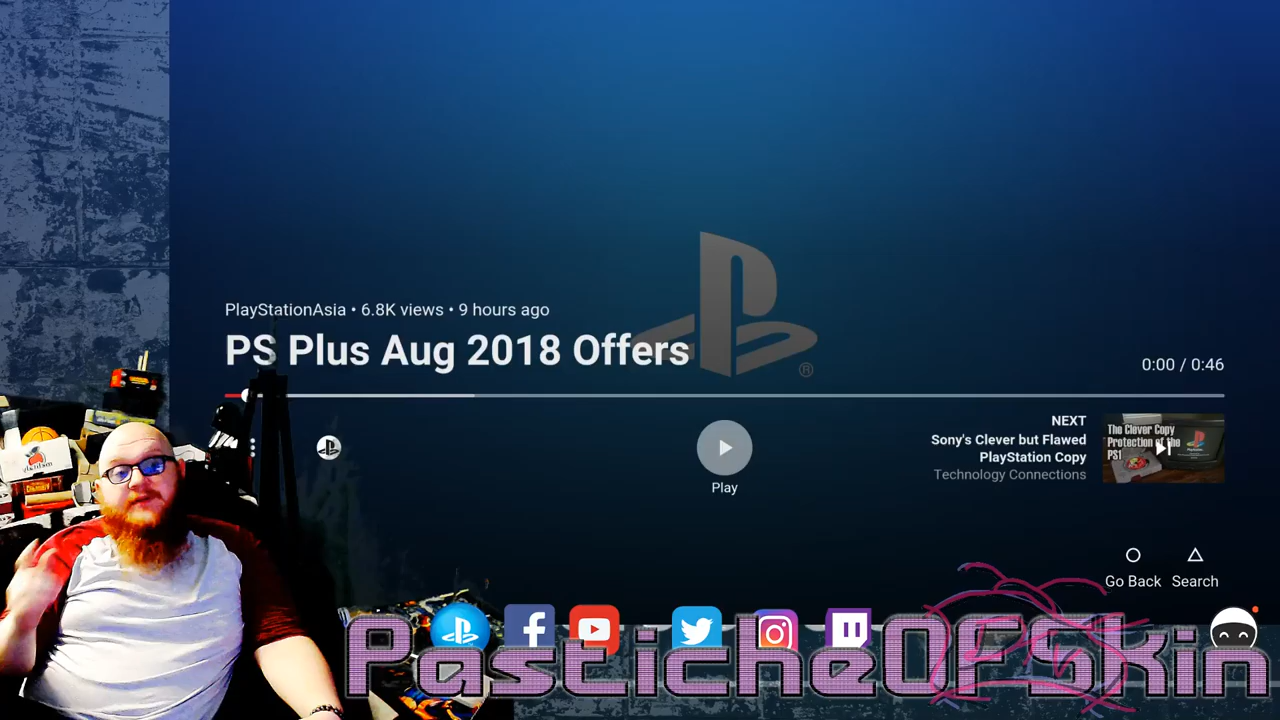 PlayStationAsia • 6.8K views • 9 hours ago
PS Plus Aug 2018 Offers
0:00 / 0:46
NEXT
Sony's Clever but Flawed
PlayStation Copy
Technology Connections
The Clever Copy
Protection of the
PS1
Play
Go Back
Search
PasticheOFSkin